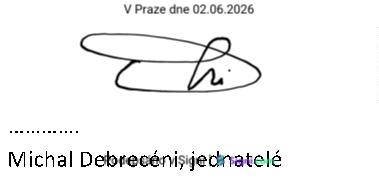 V Praze dne 02.06.2026
………….
Michal Debrecéni, jednatelé